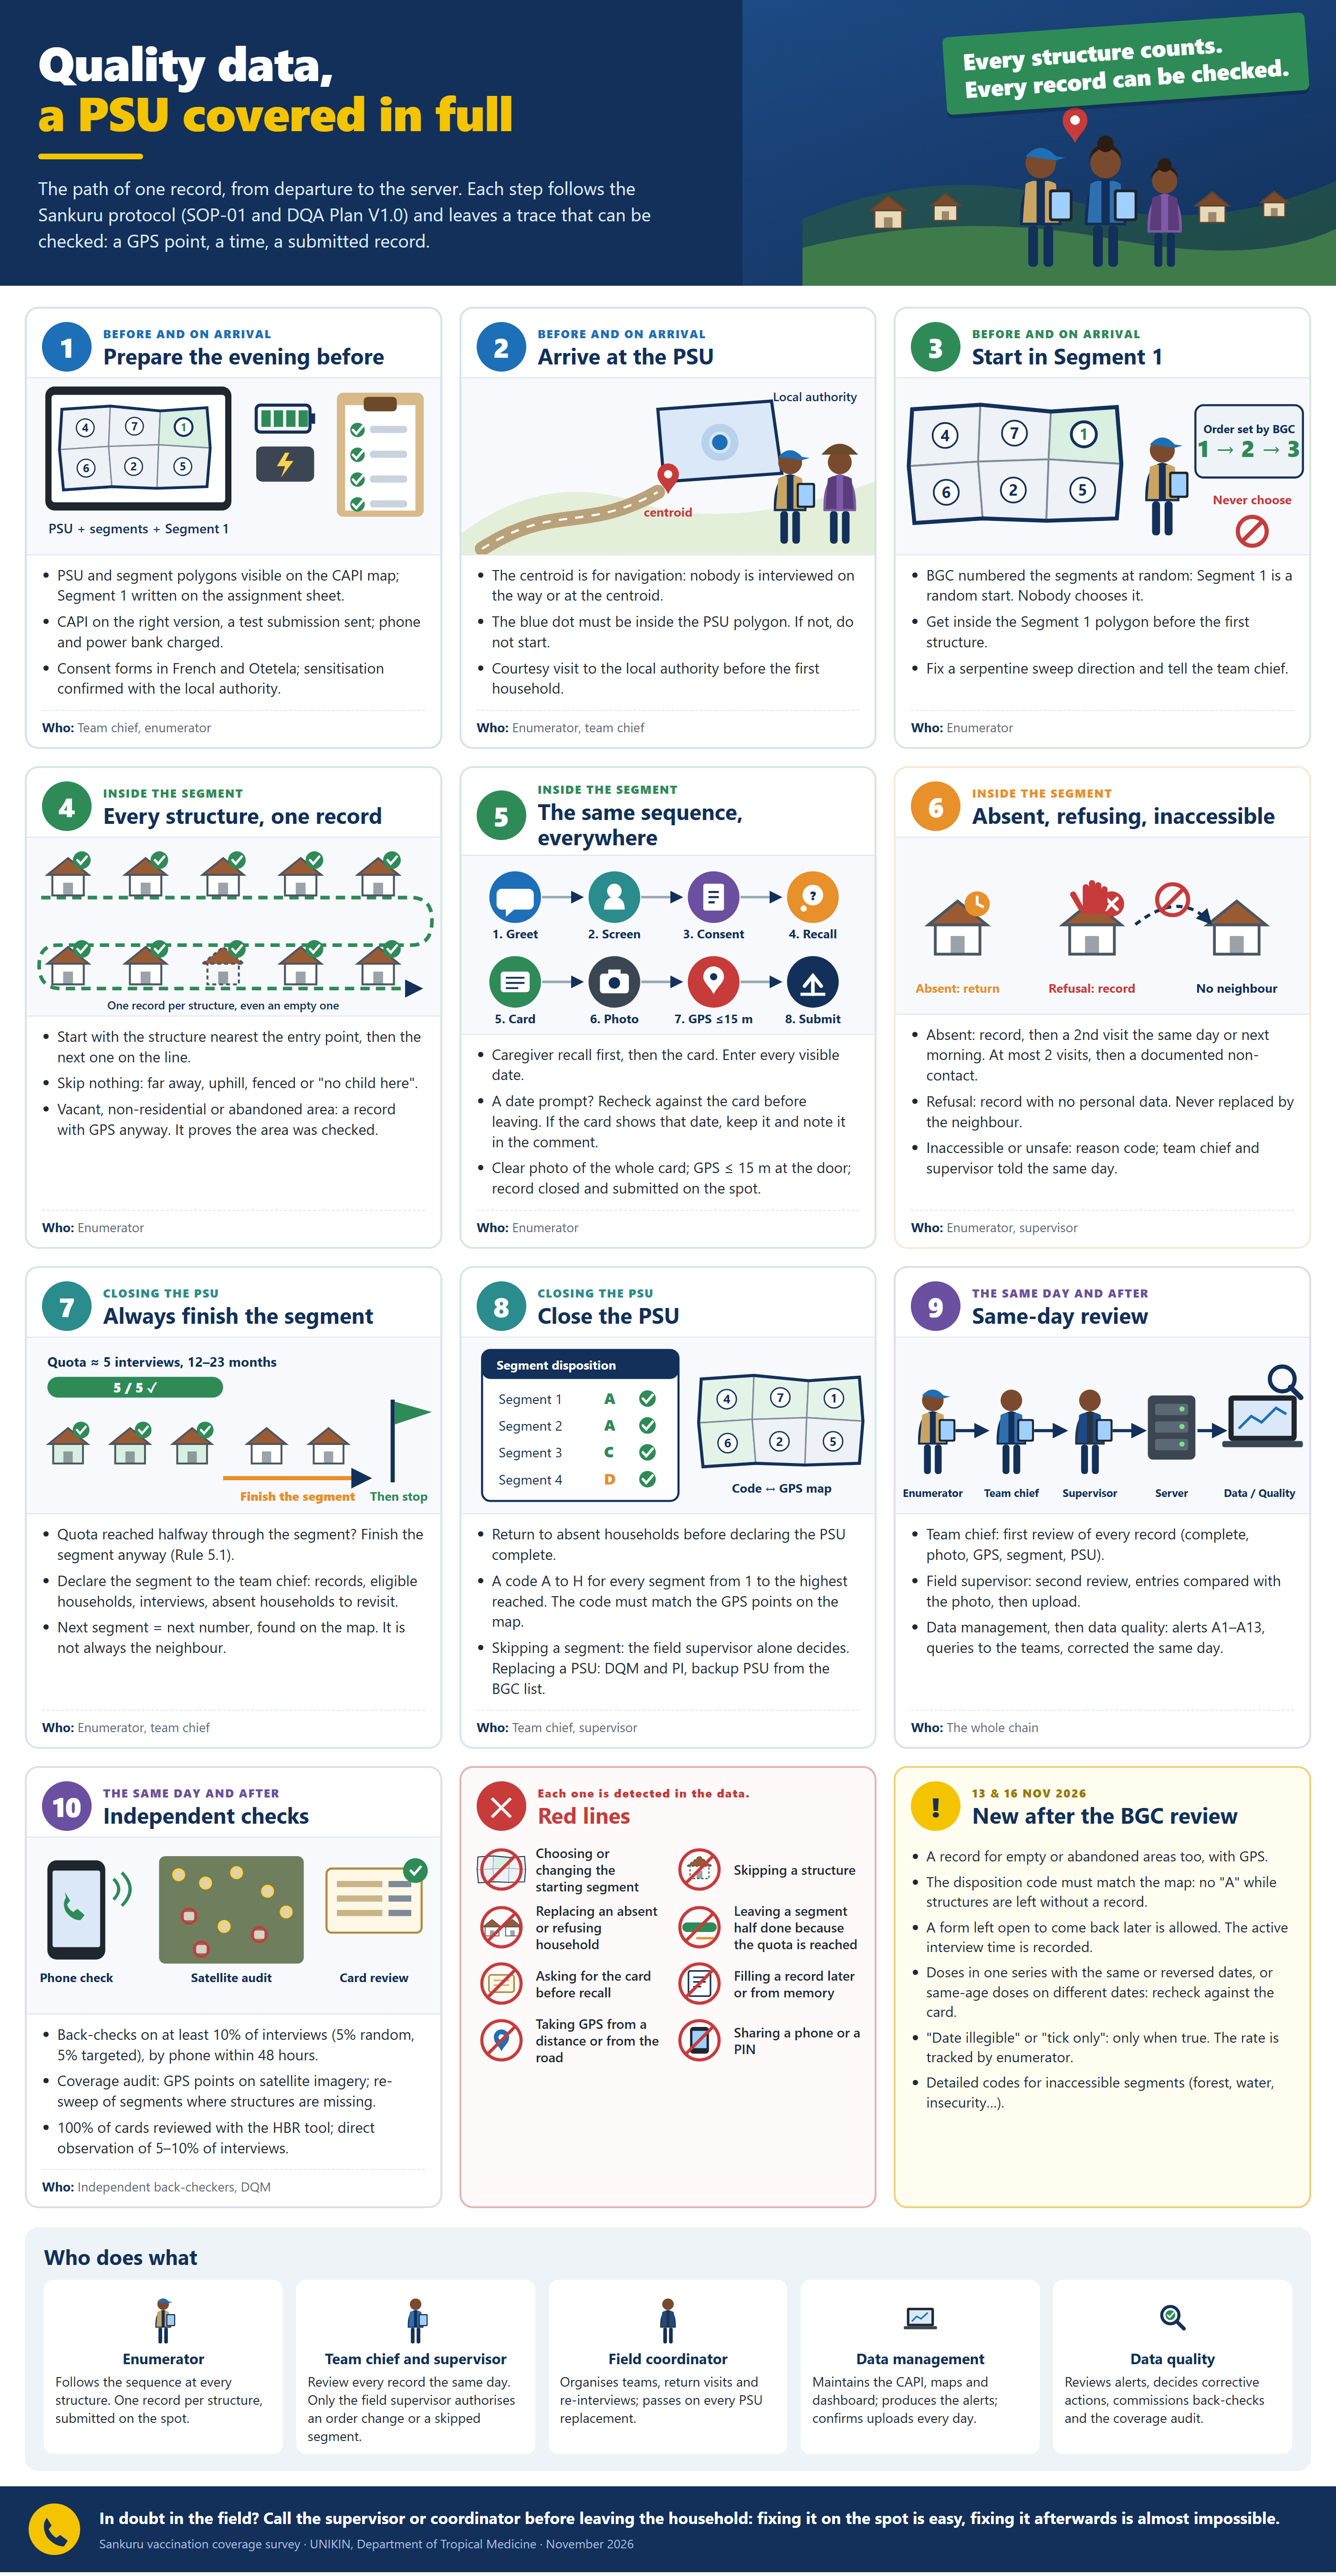 Quality data,
a PSU covered in full
The path of one record, from departure to the server. Each step follows the
Sankuru protocol (SOP-01 and DQA Plan V1.0) and leaves a trace that can be
checked: a GPS point, a time, a submitted record.
Every structure counts.
Every record can be checked.
1
BEFORE AND ON ARRIVAL
Prepare the evening before
4
7
1
6
2
5
PSU + segments + Segment 1
• PSU and segment polygons visible on the CAPI map;
Segment 1 written on the assignment sheet.
• CAPI on the right version, a test submission sent; phone
and power bank charged.
• Consent forms in French and Otetela; sensitisation
confirmed with the local authority.
Who: Team chief, enumerator
2
BEFORE AND ON ARRIVAL
Arrive at the PSU
Local authority
centroid
• The centroid is for navigation: nobody is interviewed on
the way or at the centroid.
• The blue dot must be inside the PSU polygon. If not, do
not start.
• Courtesy visit to the local authority before the first
household.
Who: Enumerator, team chief
3
BEFORE AND ON ARRIVAL
Start in Segment 1
4
7
1
6
2
5
Order set by BGC
1 → 2 → 3
Never choose
• BGC numbered the segments at random: Segment 1 is a
random start. Nobody chooses it.
• Get inside the Segment 1 polygon before the first
structure.
• Fix a serpentine sweep direction and tell the team chief.
Who: Enumerator
4
INSIDE THE SEGMENT
Every structure, one record
One record per structure, even an empty one
• Start with the structure nearest the entry point, then the
next one on the line.
• Skip nothing: far away, uphill, fenced or "no child here".
• Vacant, non-residential or abandoned area: a record
with GPS anyway. It proves the area was checked.
Who: Enumerator
5
INSIDE THE SEGMENT
The same sequence,
everywhere
?
1. Greet
2. Screen
3. Consent
4. Recall
5. Card
6. Photo
7. GPS ≤15 m
8. Submit
• Caregiver recall first, then the card. Enter every visible
date.
• A date prompt? Recheck against the card before
leaving. If the card shows that date, keep it and note it
in the comment.
• Clear photo of the whole card; GPS ≤ 15 m at the door;
record closed and submitted on the spot.
Who: Enumerator
6
INSIDE THE SEGMENT
Absent, refusing, inaccessible
Absent: return
Refusal: record
No neighbour
• Absent: record, then a 2nd visit the same day or next
morning. At most 2 visits, then a documented non-
contact.
• Refusal: record with no personal data. Never replaced by
the neighbour.
• Inaccessible or unsafe: reason code; team chief and
supervisor told the same day.
Who: Enumerator, supervisor
7
CLOSING THE PSU
Always finish the segment
Quota ≈ 5 interviews, 12–23 months
5 / 5 ✓
Finish the segment
Then stop
• Quota reached halfway through the segment? Finish the
segment anyway (Rule 5.1).
• Declare the segment to the team chief: records, eligible
households, interviews, absent households to revisit.
• Next segment = next number, found on the map. It is
not always the neighbour.
Who: Enumerator, team chief
8
CLOSING THE PSU
Close the PSU
Segment disposition
Segment 1 A
Segment 2 A
Segment 3 C
Segment 4 D
4
7
1
6
2
5
Code ↔ GPS map
• Return to absent households before declaring the PSU
complete.
• A code A to H for every segment from 1 to the highest
reached. The code must match the GPS points on the
map.
• Skipping a segment: the field supervisor alone decides.
Replacing a PSU: DQM and PI, backup PSU from the
BGC list.
Who: Team chief, supervisor
9
THE SAME DAY AND AFTER
Same-day review
Enumerator
Team chief
Supervisor
Server
Data / Quality
• Team chief: first review of every record (complete,
photo, GPS, segment, PSU).
• Field supervisor: second review, entries compared with
the photo, then upload.
• Data management, then data quality: alerts A1–A13,
queries to the teams, corrected the same day.
Who: The whole chain
10
THE SAME DAY AND AFTER
Independent checks
Phone check
Satellite audit
Card review
• Back-checks on at least 10% of interviews (5% random,
5% targeted), by phone within 48 hours.
• Coverage audit: GPS points on satellite imagery; re-
sweep of segments where structures are missing.
• 100% of cards reviewed with the HBR tool; direct
observation of 5–10% of interviews.
Who: Independent back-checkers, DQM
Each one is detected in the data.
Red lines
Choosing or
changing the
starting segment
Skipping a structure
Replacing an absent
or refusing
household
Leaving a segment
half done because
the quota is reached
Asking for the card
before recall
Filling a record later
or from memory
Taking GPS from a
distance or from the
road
Sharing a phone or a
PIN
!
13 & 16 NOV 2026
New after the BGC review
• A record for empty or abandoned areas too, with GPS.
• The disposition code must match the map: no "A" while
structures are left without a record.
• A form left open to come back later is allowed. The active
interview time is recorded.
• Doses in one series with the same or reversed dates, or
same-age doses on different dates: recheck against the
card.
• "Date illegible" or "tick only": only when true. The rate is
tracked by enumerator.
• Detailed codes for inaccessible segments (forest, water,
insecurity...).
Who does what
Enumerator
Follows the sequence at every
structure. One record per structure,
submitted on the spot.
Team chief and supervisor
Review every record the same day.
Only the field supervisor authorises
an order change or a skipped
segment.
Field coordinator
Organises teams, return visits and
re-interviews; passes on every PSU
replacement.
Data management
Maintains the CAPI, maps and
dashboard; produces the alerts;
confirms uploads every day.
Data quality
Reviews alerts, decides corrective
actions, commissions back-checks
and the coverage audit.
In doubt in the field? Call the supervisor or coordinator before leaving the household: fixing it on the spot is easy, fixing it afterwards is almost impossible.
Sankuru vaccination coverage survey · UNIKIN, Department of Tropical Medicine · November 2026